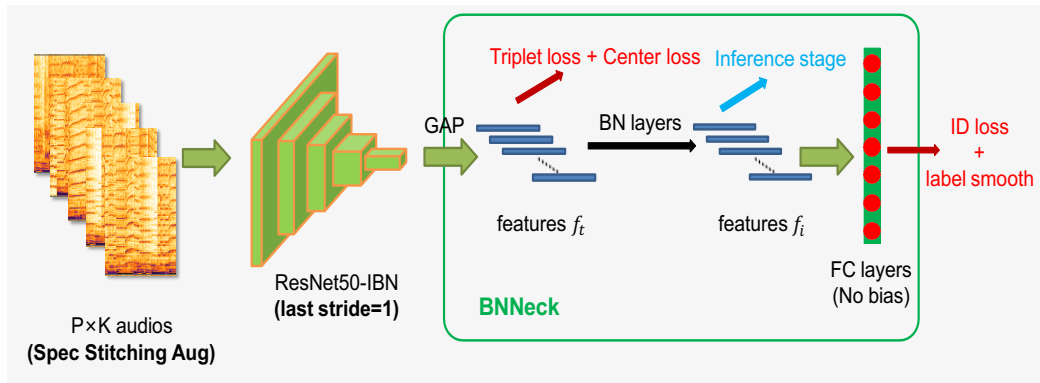 Triplet loss + Center loss
Inference stage
GAP
BN layers
ID loss
+
label smooth
features f_t
features f_i
ResNet50-IBN
(last stride=1)
BNNeck
FC layers
(No bias)
P×K audios
(Spec Stitching Aug)